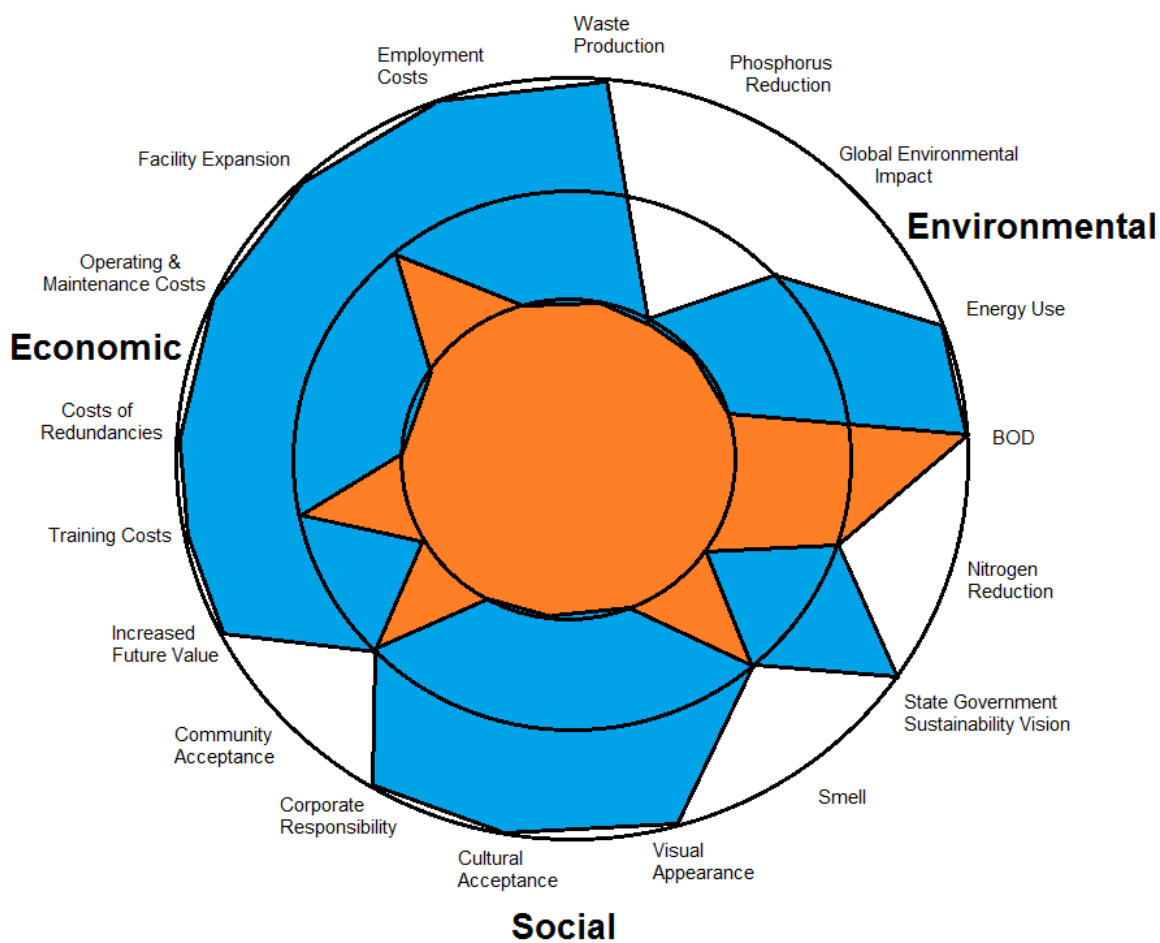 Waste
Production
Phosphorus
Reduction
Global Environmental
Impact
Environmental
Energy Use
BOD
Nitrogen
Reduction
State Government
Sustainability Vision
Smell
Visual
Appearance
Social
Cultural
Acceptance
Corporate
Responsibility
Community
Acceptance
Increased
Future Value
Training Costs
Costs of
Redundancies
Economic
Operating &
Maintenance Costs
Facility Expansion
Employment
Costs